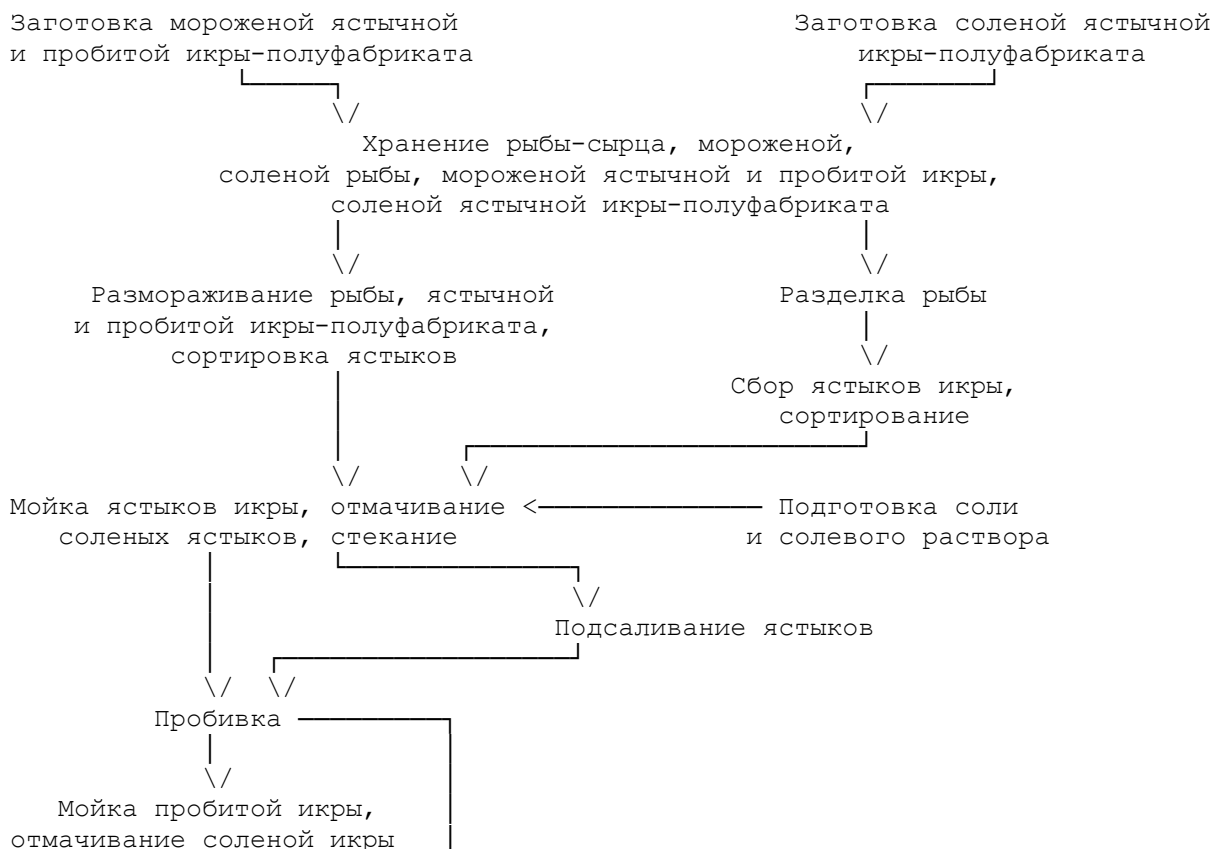 Заготовка мороженой ястычной
и пробитой икры-полуфабриката
Заготовка соленой ястычной
икры-полуфабриката
Хранение рыбы-сырца, мороженой,
соленой рыбы, мороженой ястычной и пробитой икры,
соленой ястычной икры-полуфабриката
Размораживание рыбы, ястычной
и пробитой икры-полуфабриката,
сортировка ястыков
Разделка рыбы
Сбор ястыков икры,
сортирование
Мойка ястыков икры, отмачивание
соленых ястыков, стекание
Подготовка соли
и солевого раствора
Подсаливание ястыков
Пробивка
Мойка пробитой икры,
отмачивание соленой икры